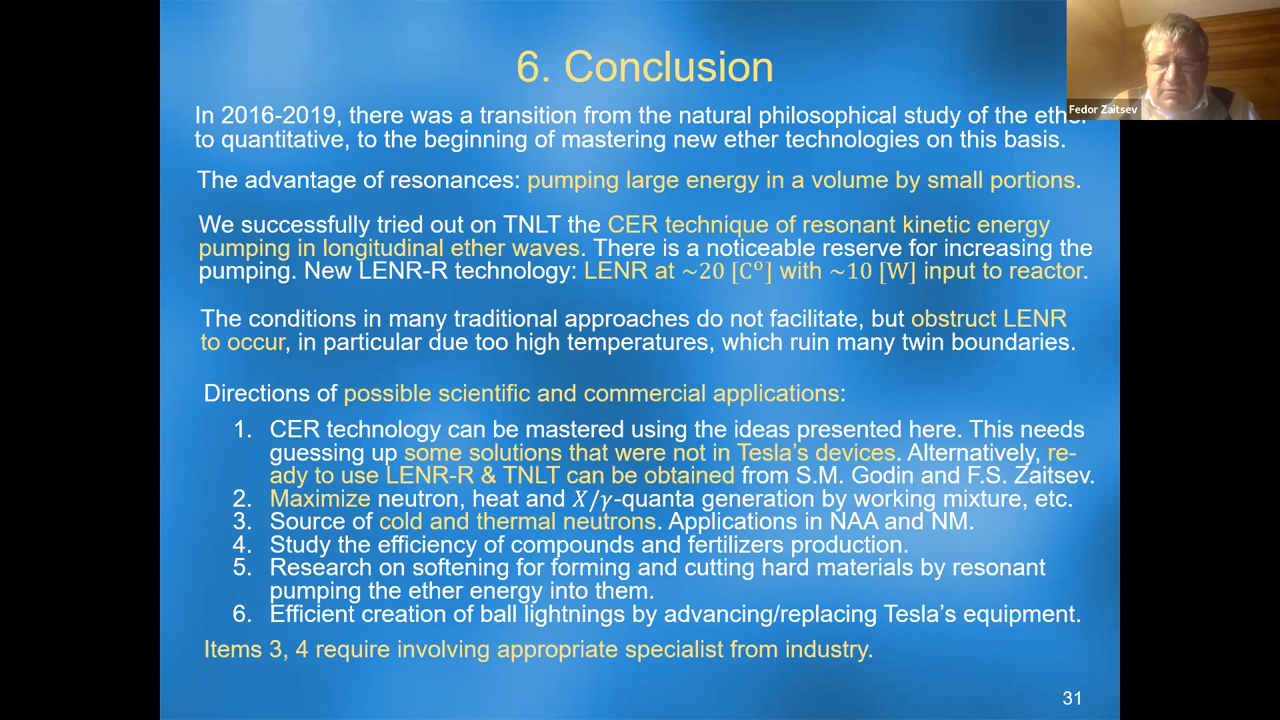 6. Conclusion
Fedor Zaitsev
In 2016-2019, there was a transition from the natural philosophical study of the ether
to quantitative, to the beginning of mastering new ether technologies on this basis.
The advantage of resonances: pumping large energy in a volume by small portions.
We successfully tried out on TNLT the CER technique of resonant kinetic energy
pumping in longitudinal ether waves. There is a noticeable reserve for increasing the
pumping. New LENR-R technology: LENR at ~20 [Cº] with ~10 [W] input to reactor.
The conditions in many traditional approaches do not facilitate, but obstruct LENR
to occur, in particular due too high temperatures, which ruin many twin boundaries.
Directions of possible scientific and commercial applications:
1. CER technology can be mastered using the ideas presented here. This needs
guessing up some solutions that were not in Tesla's devices. Alternatively, re-
ady to use LENR-R & TNLT can be obtained from S.M. Godin and F.S. Zaitsev.
2. Maximize neutron, heat and X/γ-quanta generation by working mixture, etc.
3. Source of cold and thermal neutrons. Applications in NAA and NM.
4. Study the efficiency of compounds and fertilizers production.
5. Research on softening for forming and cutting hard materials by resonant
pumping the ether energy into them.
6. Efficient creation of ball lightnings by advancing/replacing Tesla's equipment.
Items 3, 4 require involving appropriate specialist from industry.
31